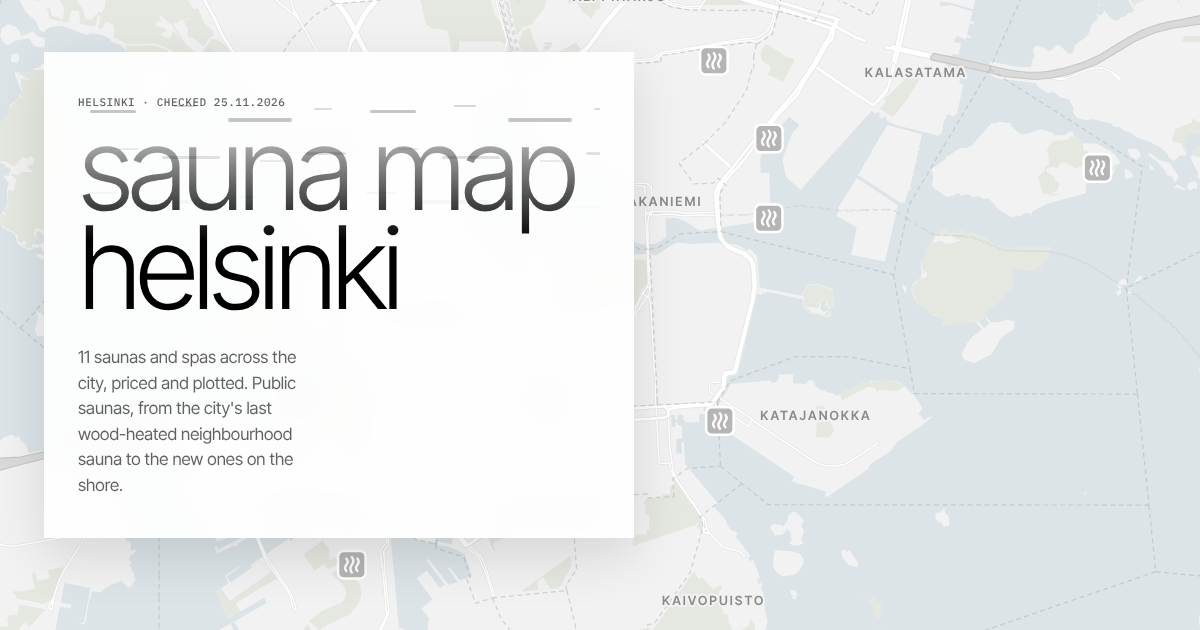 HELSINKI · CHECKED 25.11.2026
sauna map
helsinki
11 saunas and spas across the
city, priced and plotted. Public
saunas, from the city's last
wood-heated neighbourhood
sauna to the new ones on the
shore.
KALASATAMA
AKANIEMI
KATAJANOKKA
KAIVOPUISTO